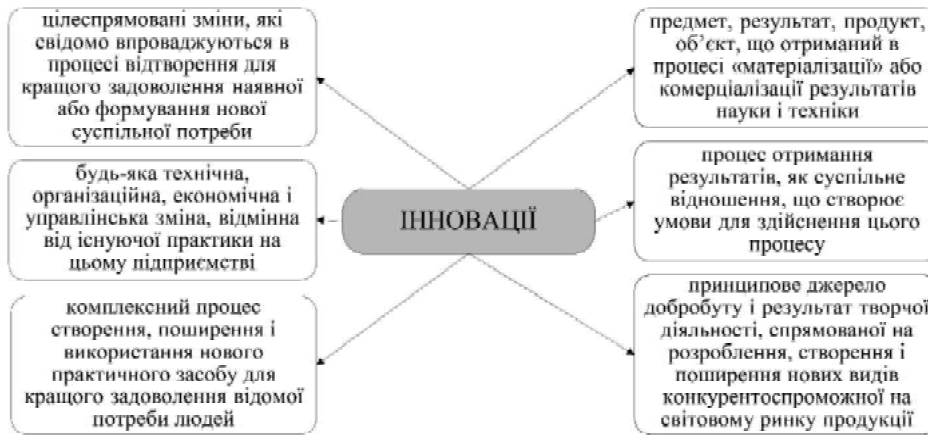 цілеспрямовані зміни, які
свідомо впроваджуються в
процесі відтворення для
кращого задоволення наявної
або формування нової
суспільної потреби
будь-яка технічна,
організаційна, економічна і
управлінська зміна, відмінна
від існуючої практики на
цьому підприємстві
комплексний процес
створення, поширення і
використання нового
практичного засобу для
кращого задоволення відомої
потреби людей
ІННОВАЦІЇ
предмет, результат, продукт,
об’єкт, що отриманий в
процесі «матеріалізації» або
комерціалізації результатів
науки і техніки
процес отримання
результатів, як суспільне
відношення, що створює
умови для здійснення цього
процесу
принципове джерело
добробуту і результат творчої
діяльності, спрямованої на
розроблення, створення і
поширення нових видів
конкурентоспроможної на
світовому ринку продукції